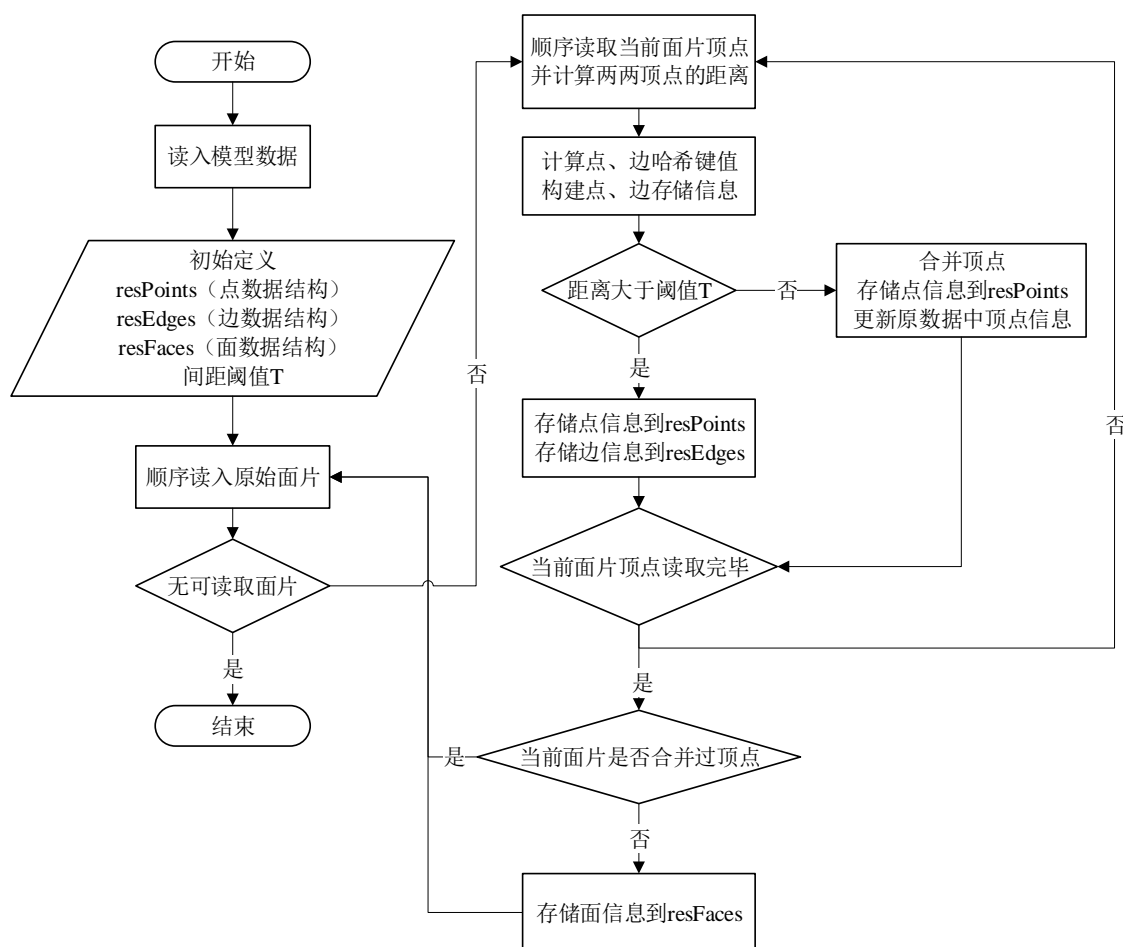 开始
读入模型数据
初始定义
resPoints（点数据结构）
resEdges（边数据结构）
resFaces（面数据结构）
间距阈值T
顺序读入原始面片
无可读取面片
是
结束
否
顺序读取当前面片顶点
并计算两两顶点的距离
计算点、边哈希键值
构建点、边存储信息
距离大于阈值T
否
合并顶点
存储点信息到resPoints
更新原数据中顶点信息
是
存储点信息到resPoints
存储边信息到resEdges
当前面片顶点读取完毕
否
是
当前面片是否合并过顶点
是
否
存储面信息到resFaces